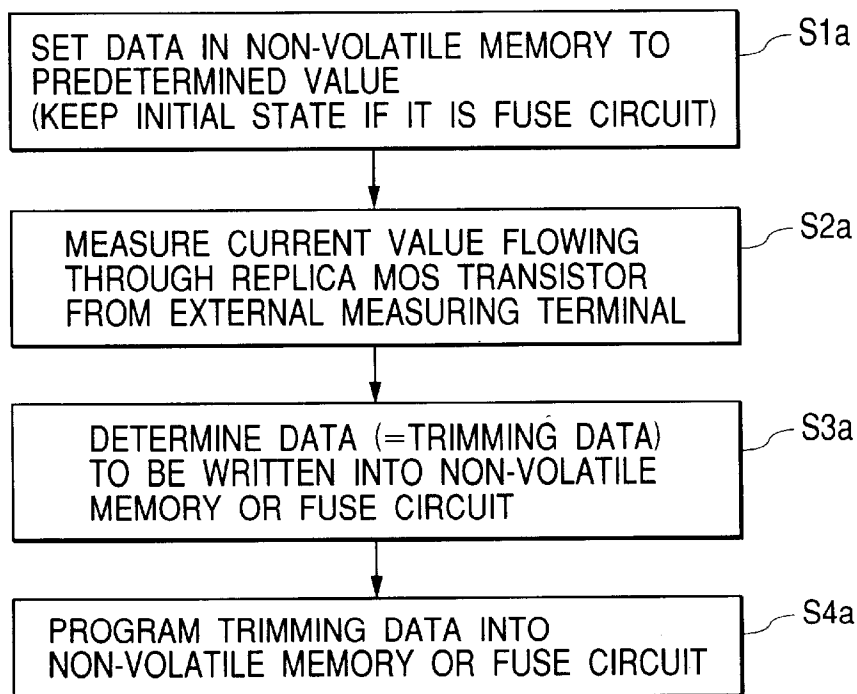 S1a
SET DATA IN NON-VOLATILE MEMORY TO
PREDETERMINED VALUE
(KEEP INITIAL STATE IF IT IS FUSE CIRCUIT)
S2a
MEASURE CURRENT VALUE FLOWING
THROUGH REPLICA MOS TRANSISTOR
FROM EXTERNAL MEASURING TERMINAL
S3a
DETERMINE DATA (=TRIMMING DATA)
TO BE WRITTEN INTO NON-VOLATILE
MEMORY OR FUSE CIRCUIT
S4a
PROGRAM TRIMMING DATA INTO
NON-VOLATILE MEMORY OR FUSE CIRCUIT